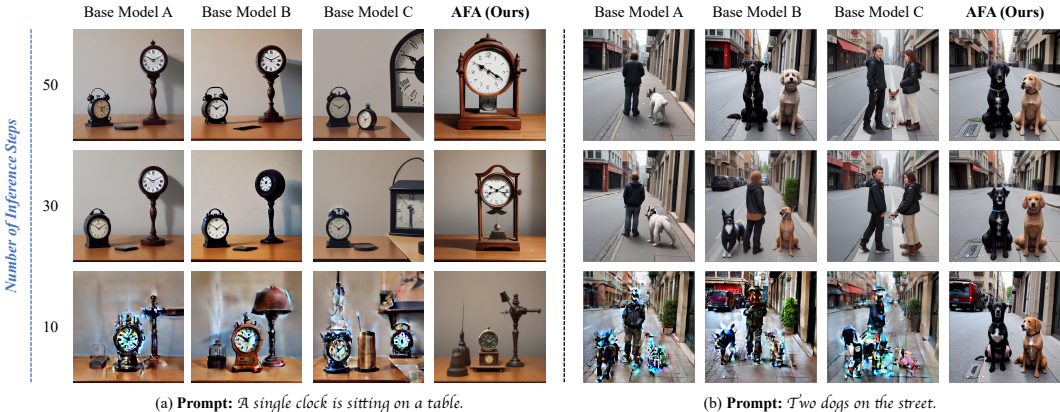 Base Model A Base Model B Base Model C AFA (Ours) Base Model A Base Model B Base Model C AFA (Ours)
Number of Inference Steps
50
30
10
(a) Prompt: A single clock is sitting on a table.
(b) Prompt: Two dogs on the street.